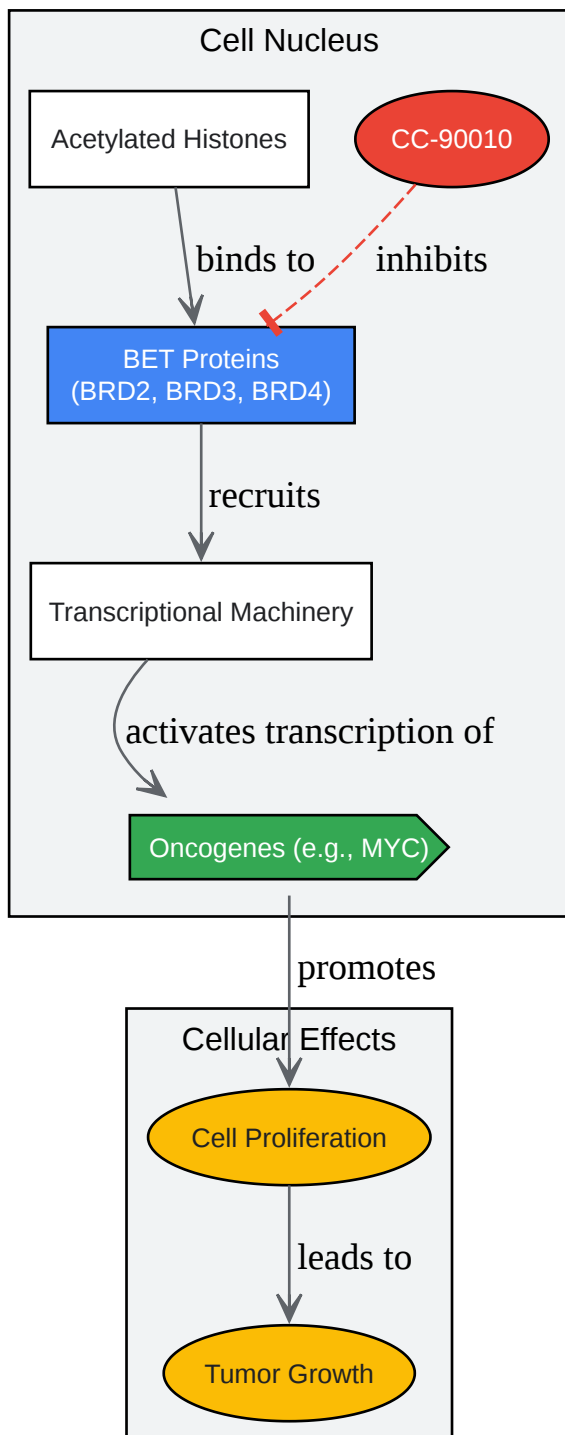 Cell Nucleus
Acetylated Histones
CC-90010
binds to
inhibits
BET Proteins
(BRD2, BRD3, BRD4)
recruits
Transcriptional Machinery
activates transcription of
Oncogenes (e.g., MYC)
promotes
Cellular Effects
Cell Proliferation
leads to
Tumor Growth